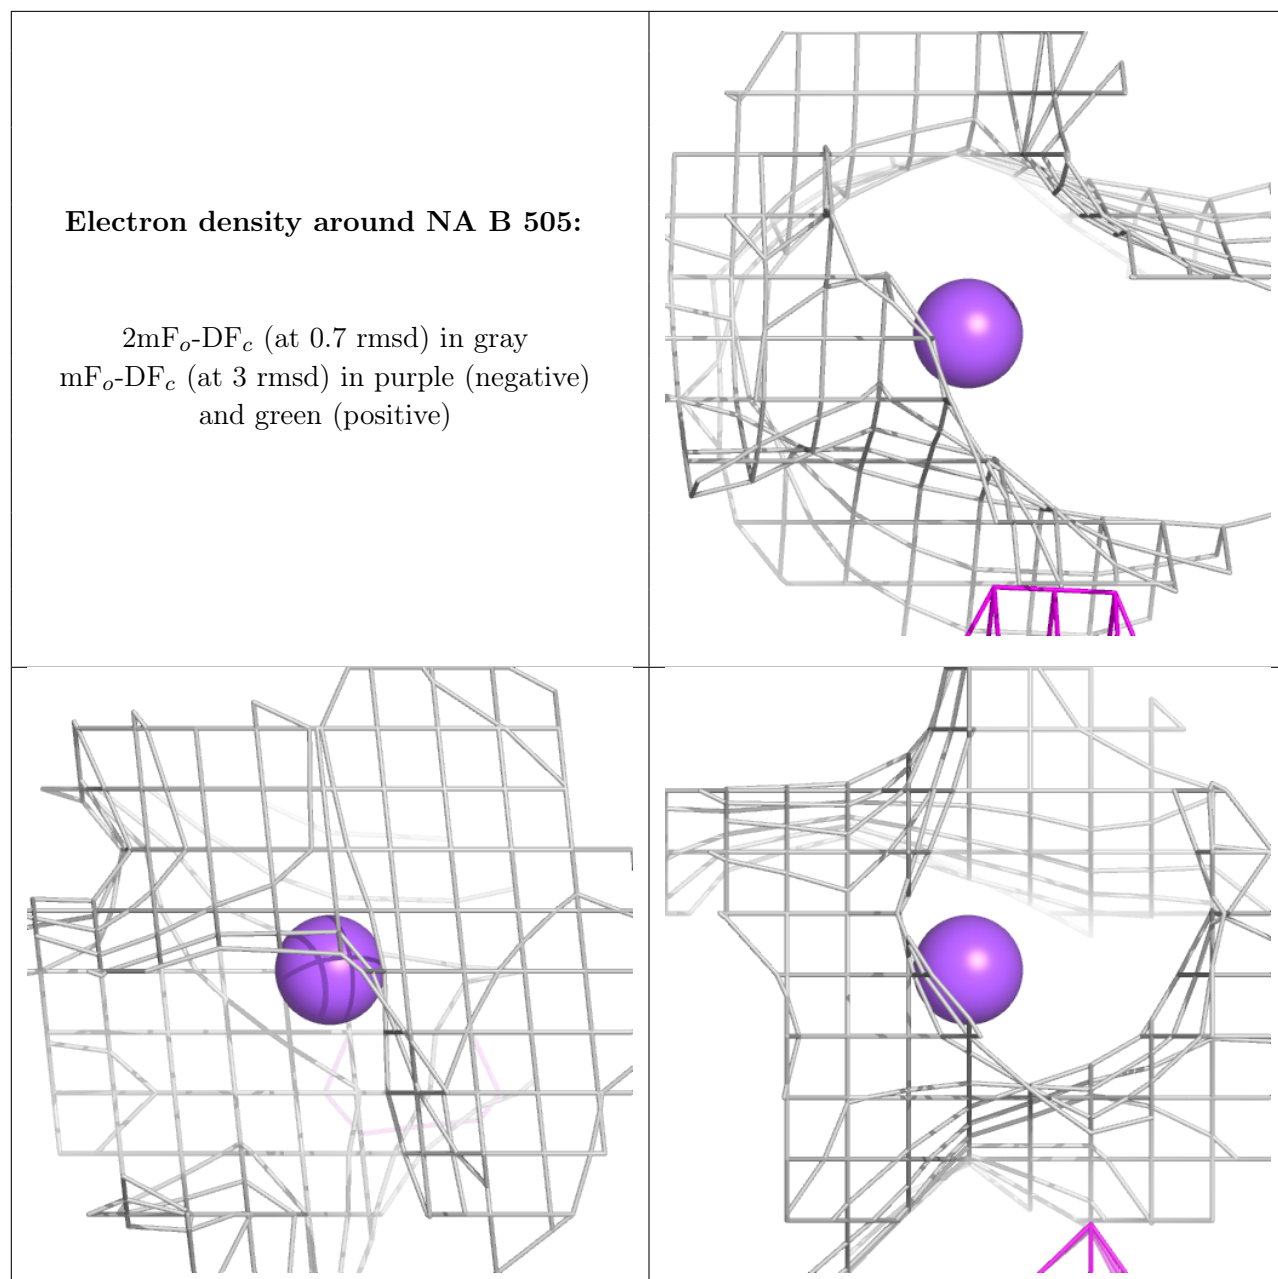 Electron density around NA B 505:
2mFo-DFc (at 0.7 rmsd) in gray
mFo-DFc (at 3 rmsd) in purple (negative)
and green (positive)